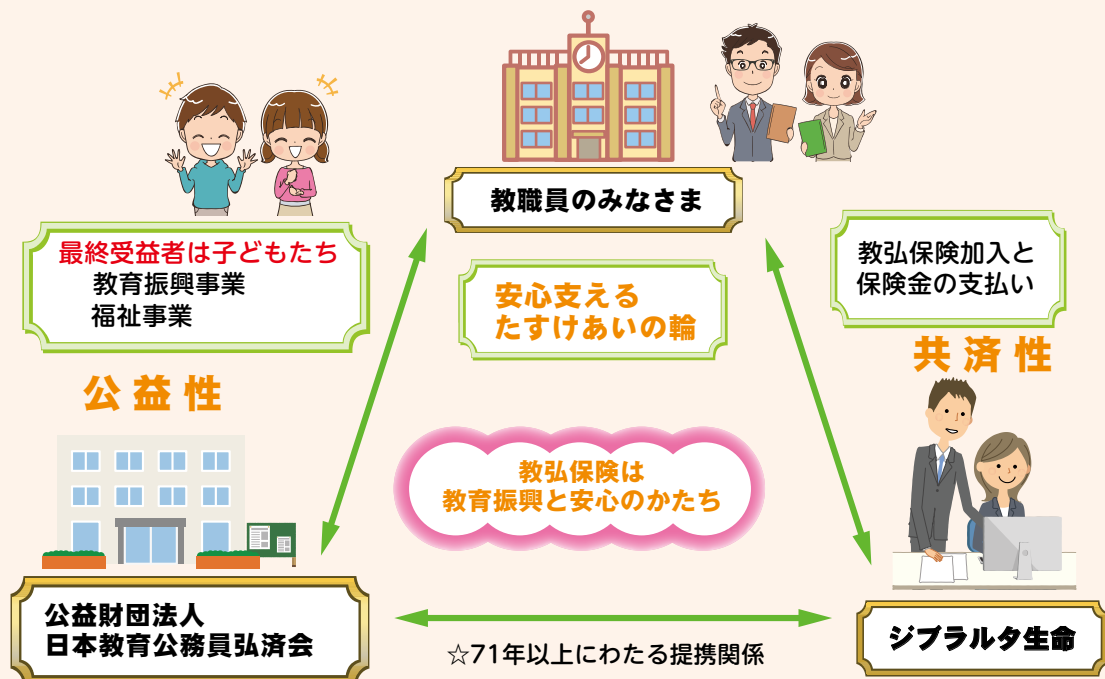 教職員のみなさま
最終受益者は子どもたち
教育振興事業
福祉事業
公益性
安心支える
たすけあいの輪
教弘保険加入と
保険金の支払い
共済性
教弘保険は
教育振興と安心のかたち
公益財団法人
日本教育公務員弘済会
☆71年以上にわたる提携関係
ジブラルタ生命